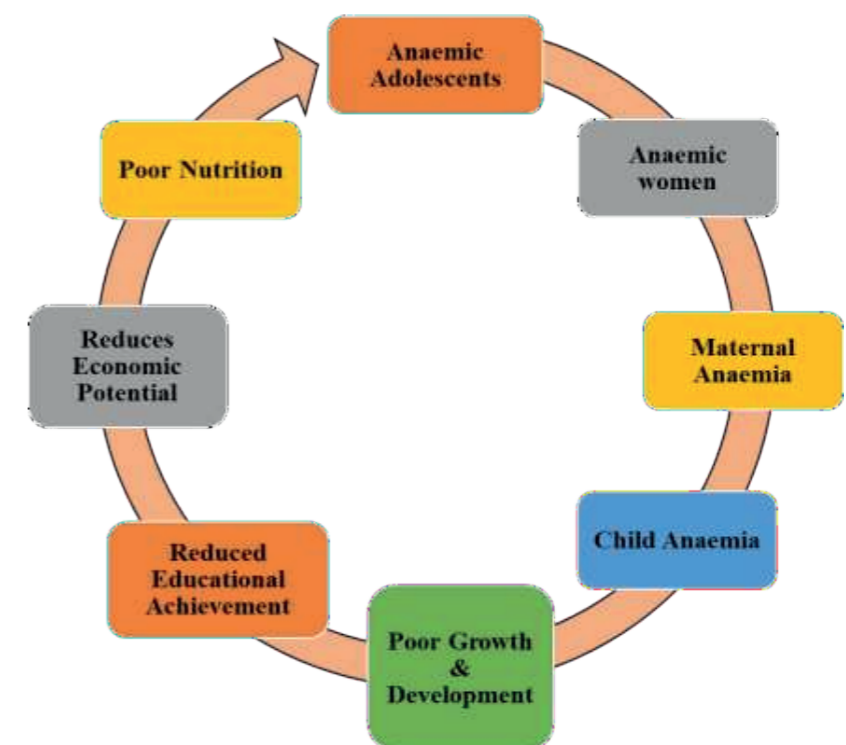 Anaemic
Adolescents
Anaemic
women
Maternal
Anaemia
Child Anaemia
Poor Growth
&
Development
Reduced
Educational
Achievement
Reduces
Economic
Potential
Poor Nutrition